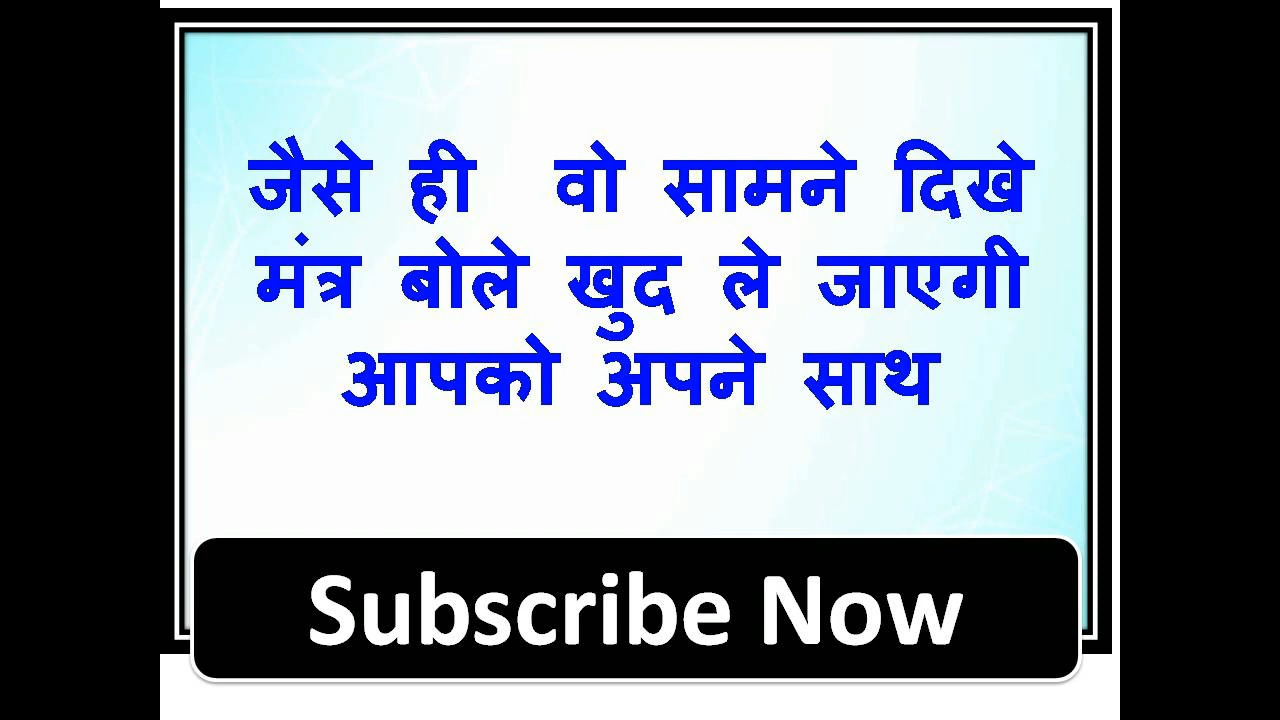 जैसे ही वो सामने दिखे
मंत्र बोले खुद ले जाएगी
आपको अपने साथ
Subscribe Now